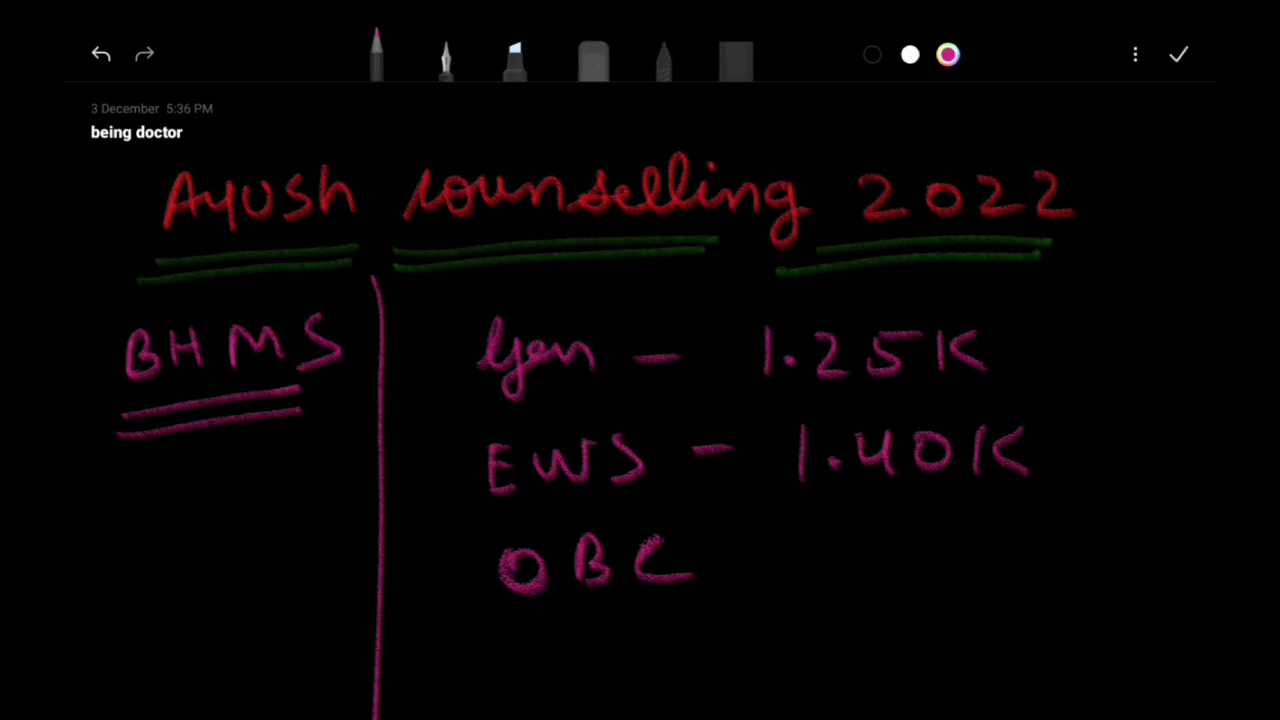 3 December 5:36 PM
being doctor
Ayush counselling 2022
BHMS
Gen - 1.25K
EWS - 1.40K
OBC